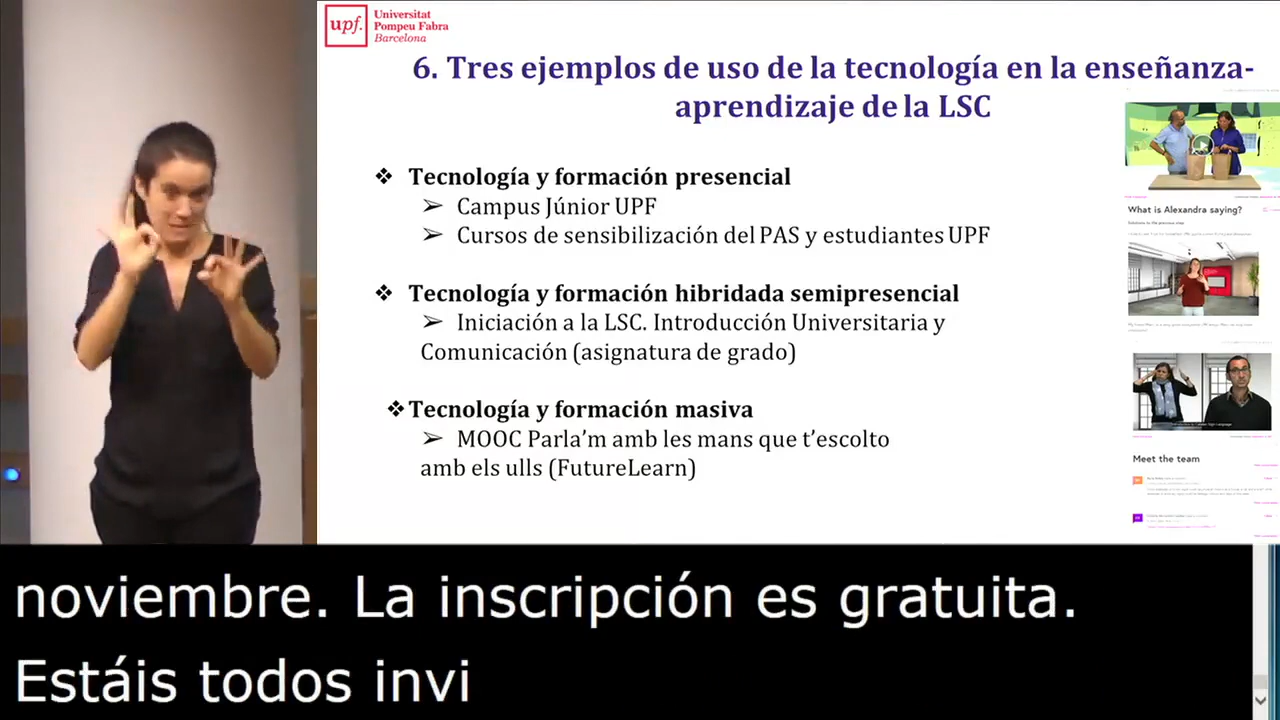 upf.
Universitat
Pompeu Fabra
Barcelona
6. Tres ejemplos de uso de la tecnología en la enseñanza-
aprendizaje de la LSC
❖ Tecnología y formación presencial
➢ Campus Júnior UPF
➢ Cursos de sensibilización del PAS y estudiantes UPF
❖ Tecnología y formación hibridada semipresencial
➢ Iniciación a la LSC. Introducción Universitaria y
Comunicación (asignatura de grado)
❖ Tecnología y formación masiva
➢ MOOC Parla’m amb les mans que t’escolto
amb els ulls (FutureLearn)
What is Alexandra saying?
Meet the team
noviembre. La inscripción es gratuita.
Estáis todos invi